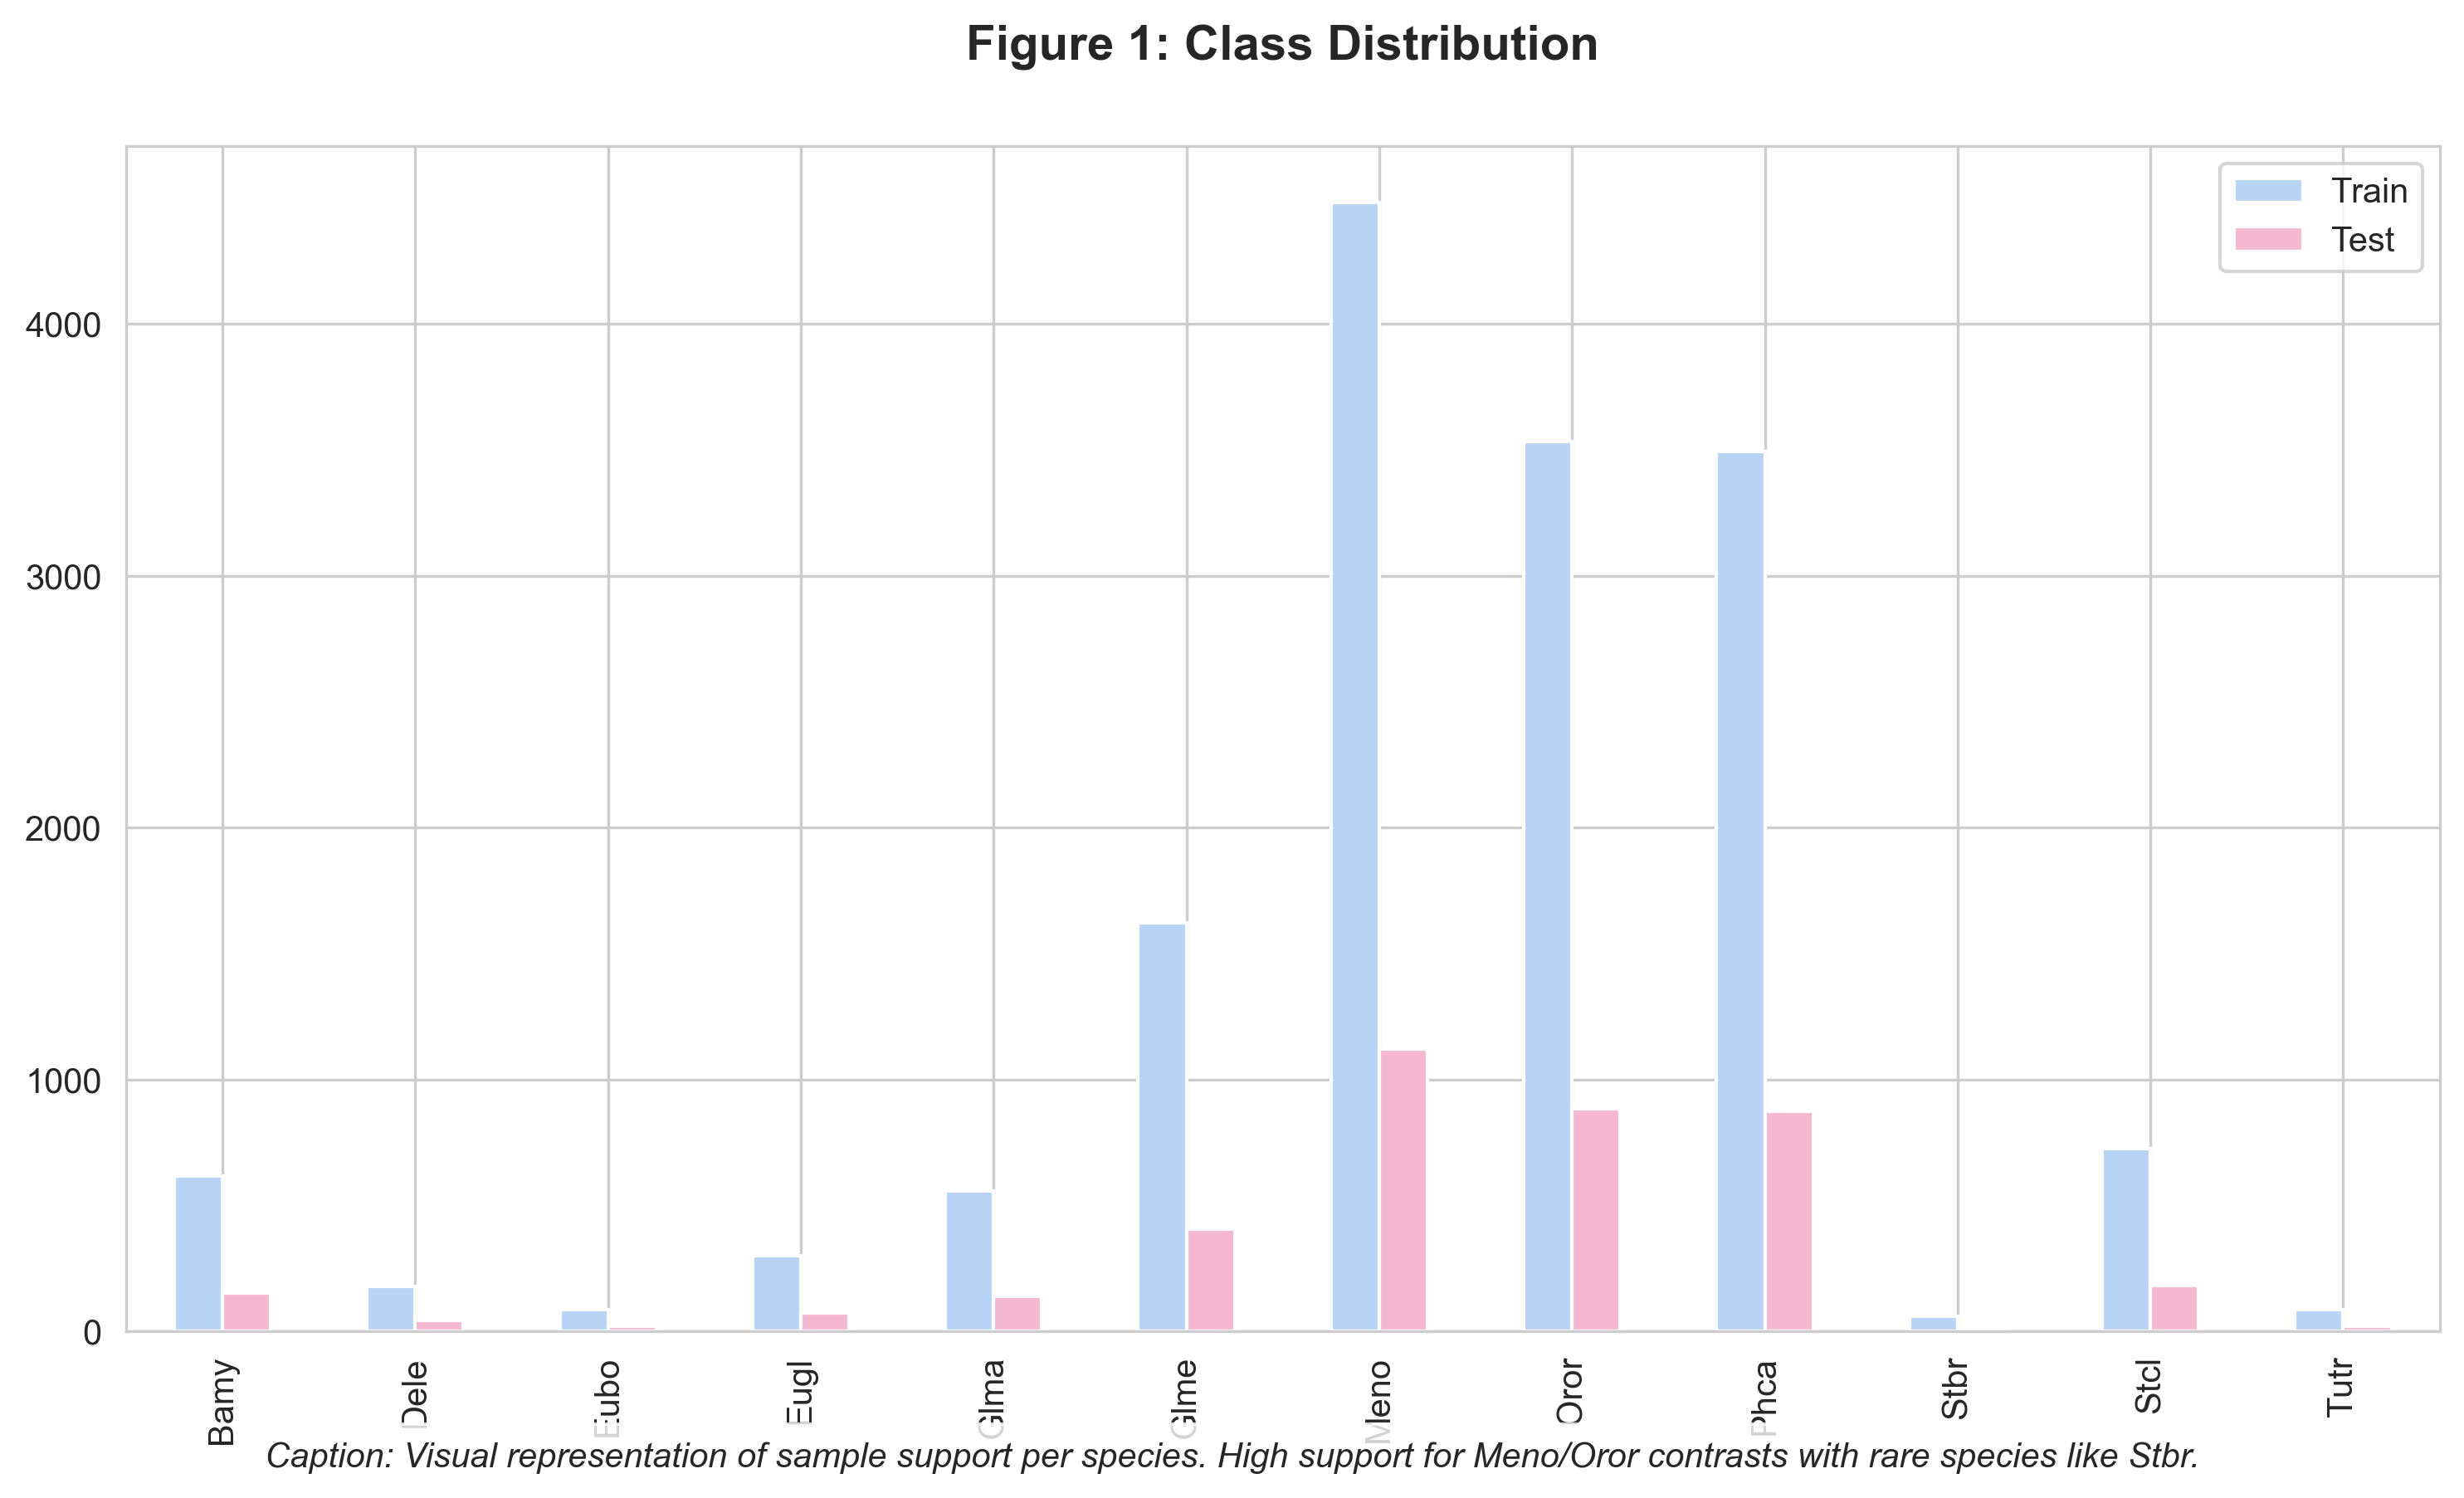 Figure 1: Class Distribution
Train
Test
4000
3000
2000
1000
0
Bamy
Dele
Eubo
Eugl
Glma
Glme
Meno
Oror
Phca
Stbr
Stcl
Tutr
Caption: Visual representation of sample support per species. High support for Meno/Oror contrasts with rare species like Stbr.